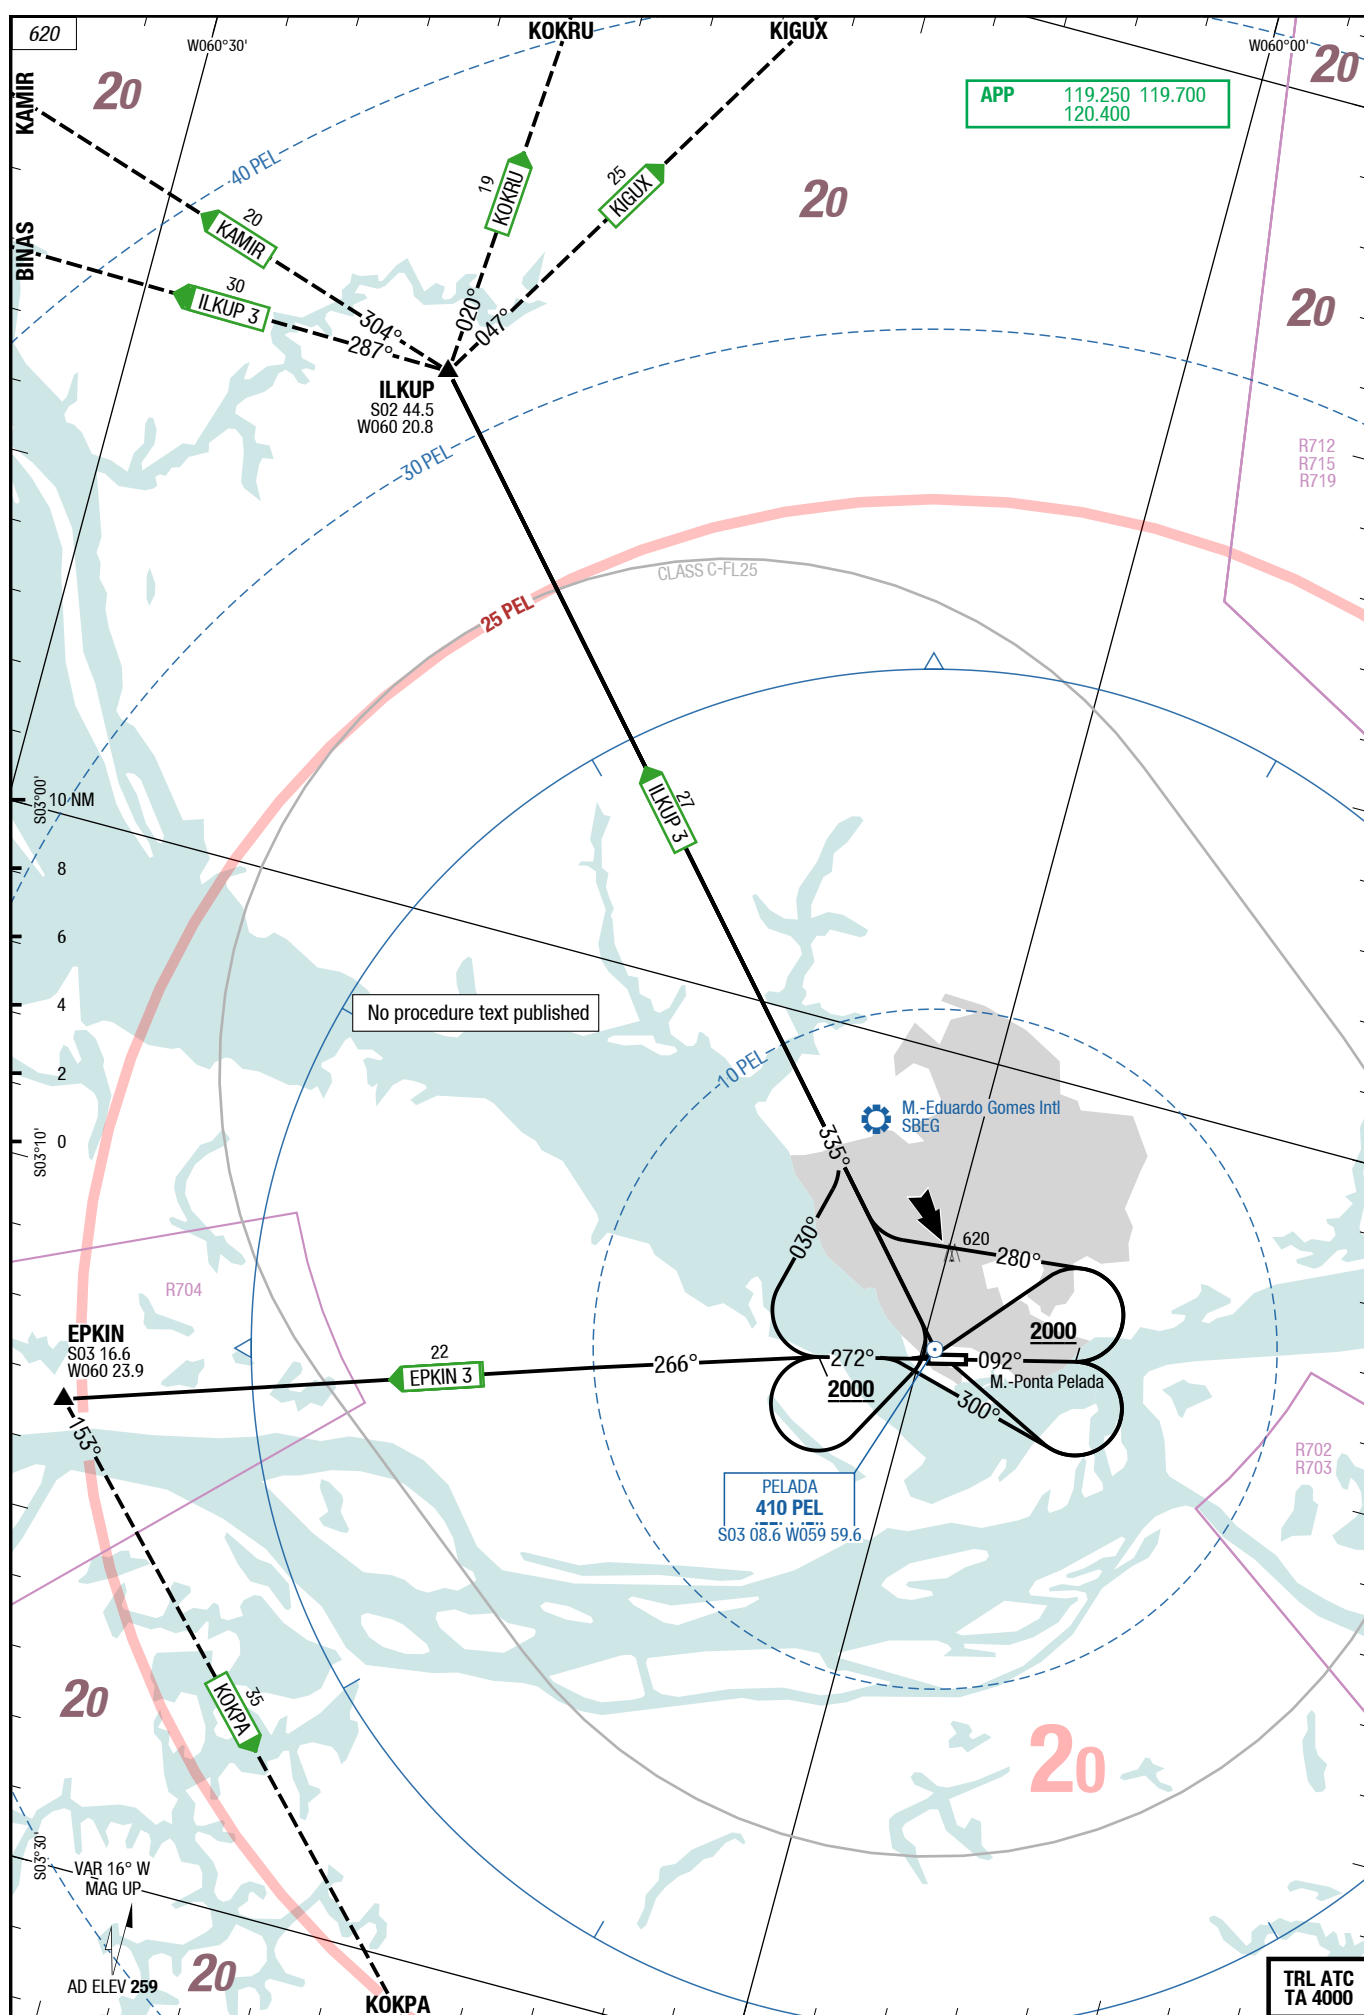 620
W060°30'
KOKRU
KIGUX
W060°00'
20
20
KAMIR
APP 119.250 119.700
120.400
40 PEL
19
KOKRU
25
KIGUX
20
20
KAMIR
BINAS
30
ILKUP 3
20
304°
287°
020°
047°
ILKUP
S02 44.5
W060 20.8
30 PEL
R712
R715
R719
CLASS C-FL25
25 PEL
S03°00'
10 NM
27
ILKUP 3
8
6
4
No procedure text published
2
10 PEL
M.-Eduardo Gomes Intl
SBEG
S03°10'
0
335°
030°
620
280°
R704
EPKIN
S03 16.6
W060 23.9
22
EPKIN 3
266°
272°
2000
092°
2000
M.-Ponta Pelada
300°
153°
R702
R703
PELADA
410 PEL
S03 08.6 W059 59.6
35
KOKPA
20
20
S03°30'
VAR 16° W
MAG UP
20
AD ELEV 259
KOKPA
TRL ATC
TA 4000